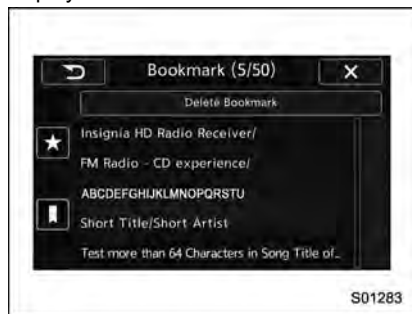 Bookmark (5/50)
Delete Bookmark
Insignia HD Radio Receiver/
FM Radio - CD experience/
ABCDEFGHIJKLMNOPQRSTU
Short Title/Short Artist
Test more than 64 Characters in Song Title of...
S01283